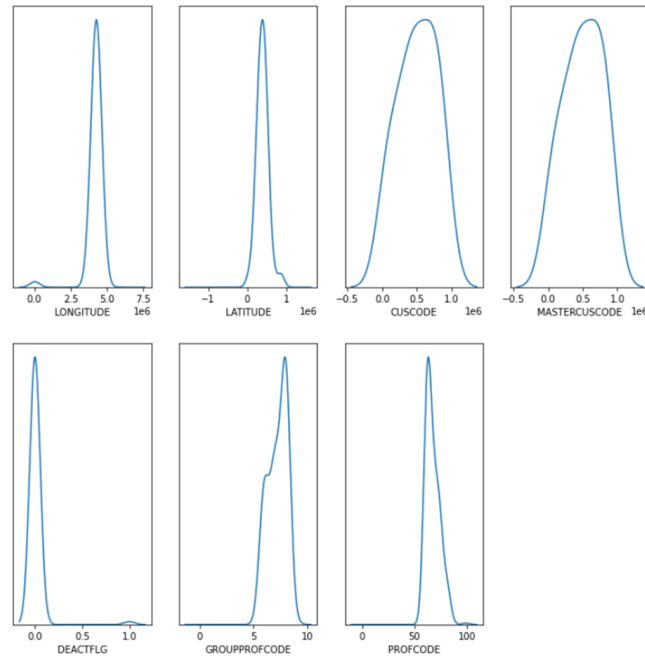 0.0 2.5 5.0 7.5
1e6
LONGITUDE
−1 0 1
1e6
LATITUDE
−0.5 0.0 0.5 1.0
1e6
CUSCODE
−0.5 0.0 0.5 1.0
1e6
MASTERCUSCODE
0.0 0.5 1.0
DEACTFLG
0 5 10
GROUPPROFCODE
0 50 100
PROFCODE